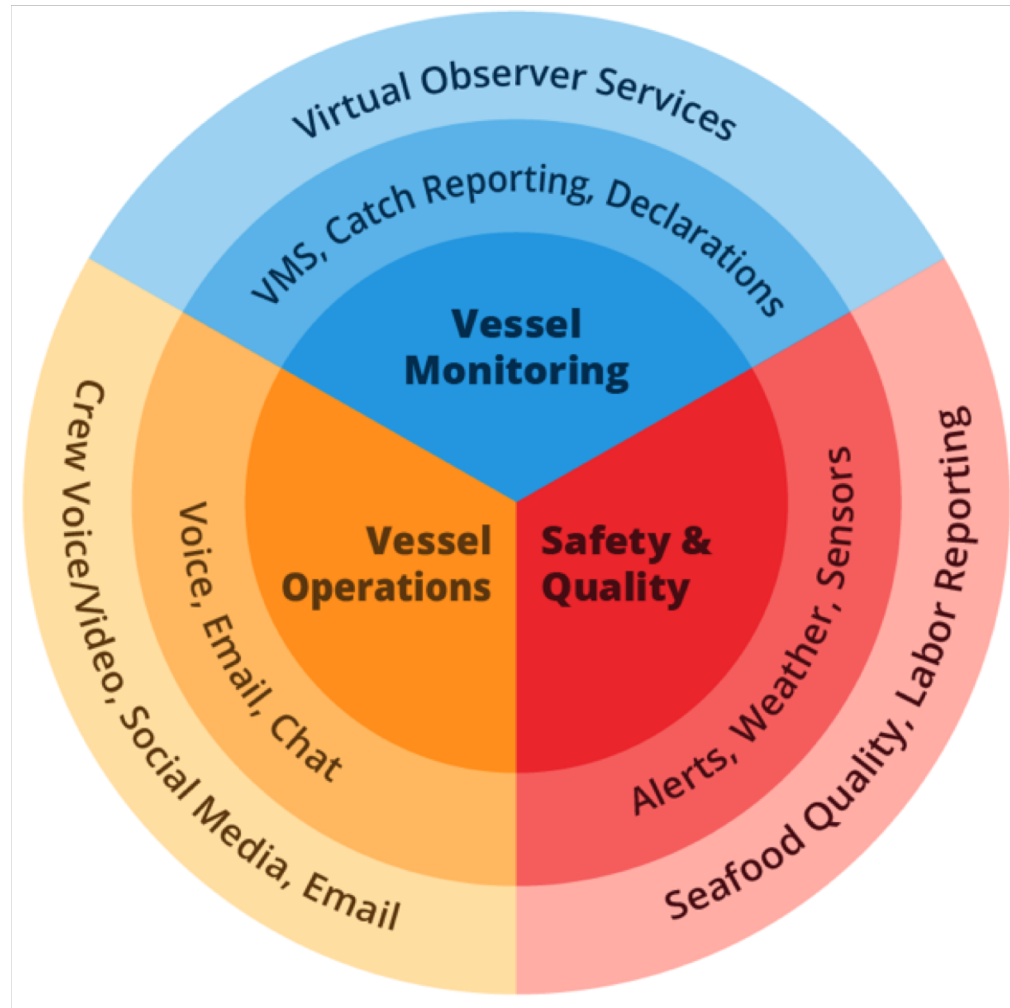 Virtual Observer Services
VMS, Catch Reporting, Declarations
Vessel
Monitoring
Vessel
Operations
Voice, Email, Chat
Crew Voice/Video, Social Media, Email
Safety &
Quality
Alerts, Weather, Sensors
Seafood Quality, Labor Reporting